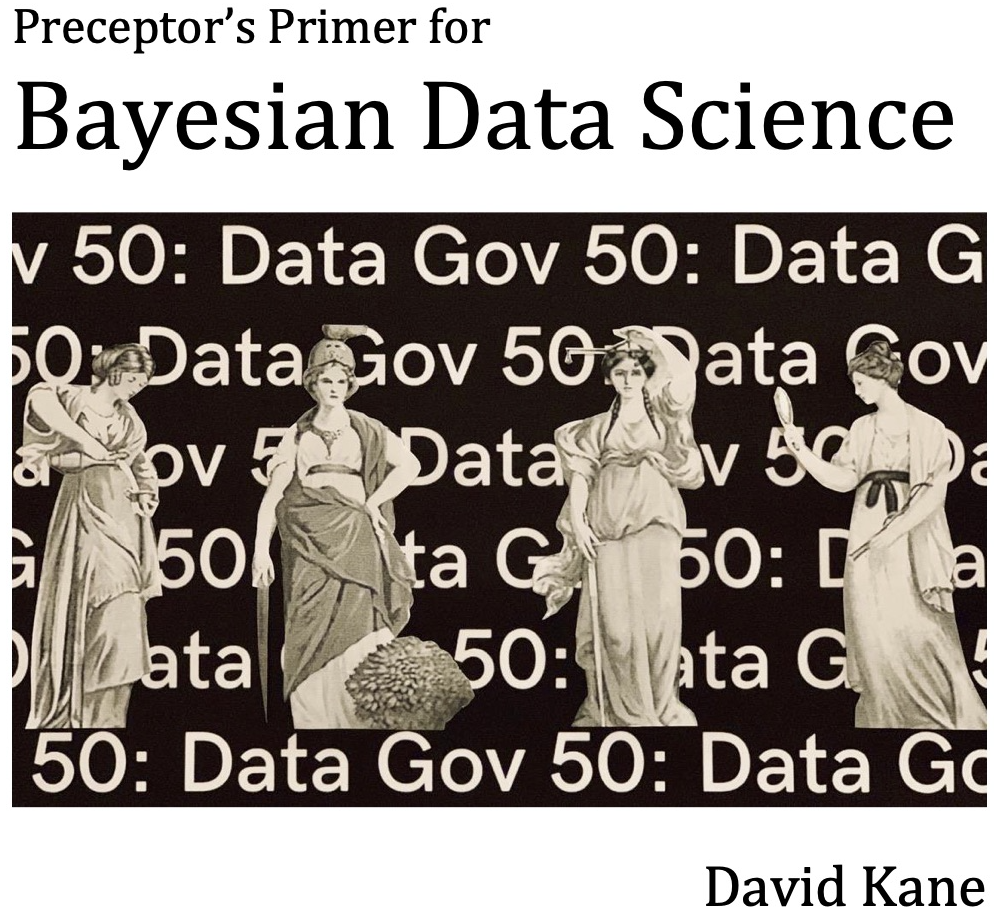 Preceptor’s Primer for
Bayesian Data Science
v 50: Data Gov 50: Data G
50: Data Gov 50: Data Gov
a ov 5 Data v 50 Da
G 50 ta G 50: D a
ata 50: ata G 5
50: Data Gov 50: Data Go
David Kane